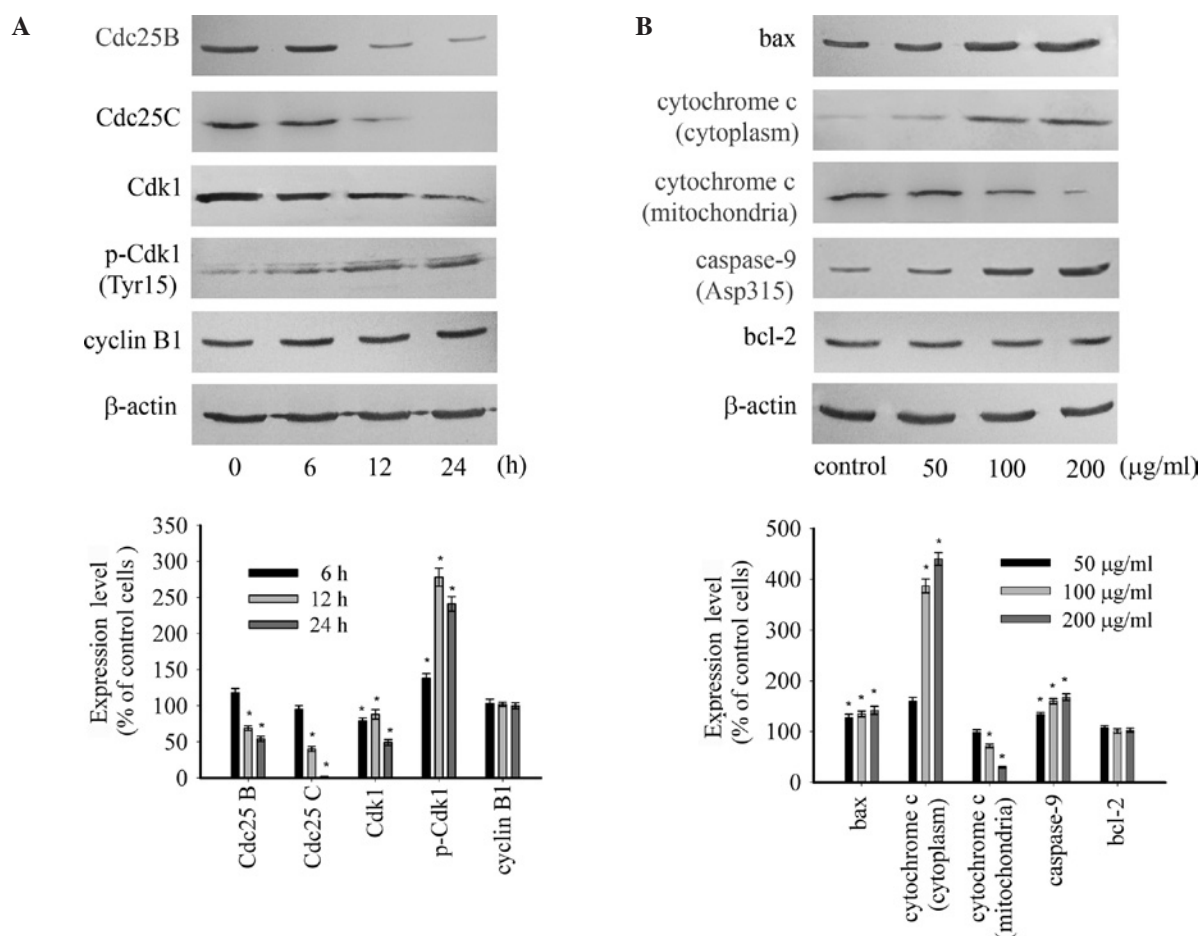 A
Cdc25B
Cdc25C
Cdk1
p-Cdk1
(Tyr15)
cyclin B1
β-actin
0 6 12 24 (h)
Expression level
(% of control cells )
350
300
250
200
150
100
50
0
6 h
12 h
24 h
* * * * * * * * * *
Cdc25 B
Cdc25 C
Cdk1
p-Cdk1
cyclin B1
B
bax
cytochrome c
(cytoplasm)
cytochrome c
(mitochondria)
caspase-9
(Asp315)
bcl-2
β-actin
control 50 100 200 (μg/ml)
Expression level
(% of control cells)
500
400
300
200
100
0
50 μg/ml
100 μg/ml
200 μg/ml
* * * * * * * * * *
bax
cytochrome c
(cytoplasm)
cytochrome c
(mitochondria)
caspase-9
bcl-2